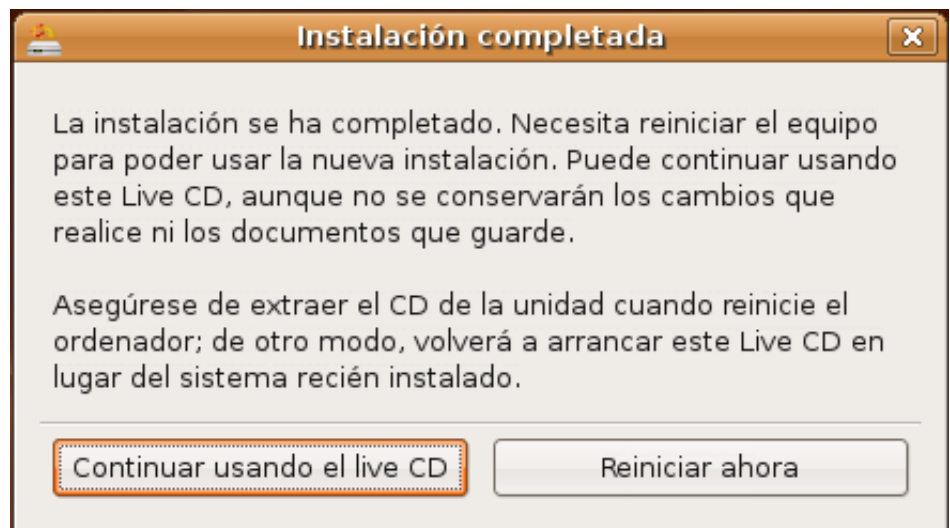 Instalación completada
La instalación se ha completado. Necesita reiniciar el equipo
para poder usar la nueva instalación. Puede continuar usando
este Live CD, aunque no se conservarán los cambios que
realice ni los documentos que guarde.
Asegúrese de extraer el CD de la unidad cuando reinicie el
ordenador; de otro modo, volverá a arrancar este Live CD en
lugar del sistema recién instalado.
Continuar usando el live CD
Reiniciar ahora